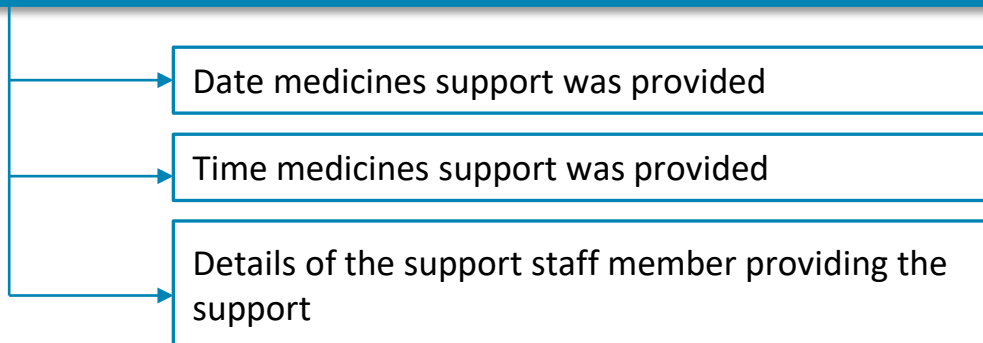 Date medicines support was provided
Time medicines support was provided
Details of the support staff member providing the
support